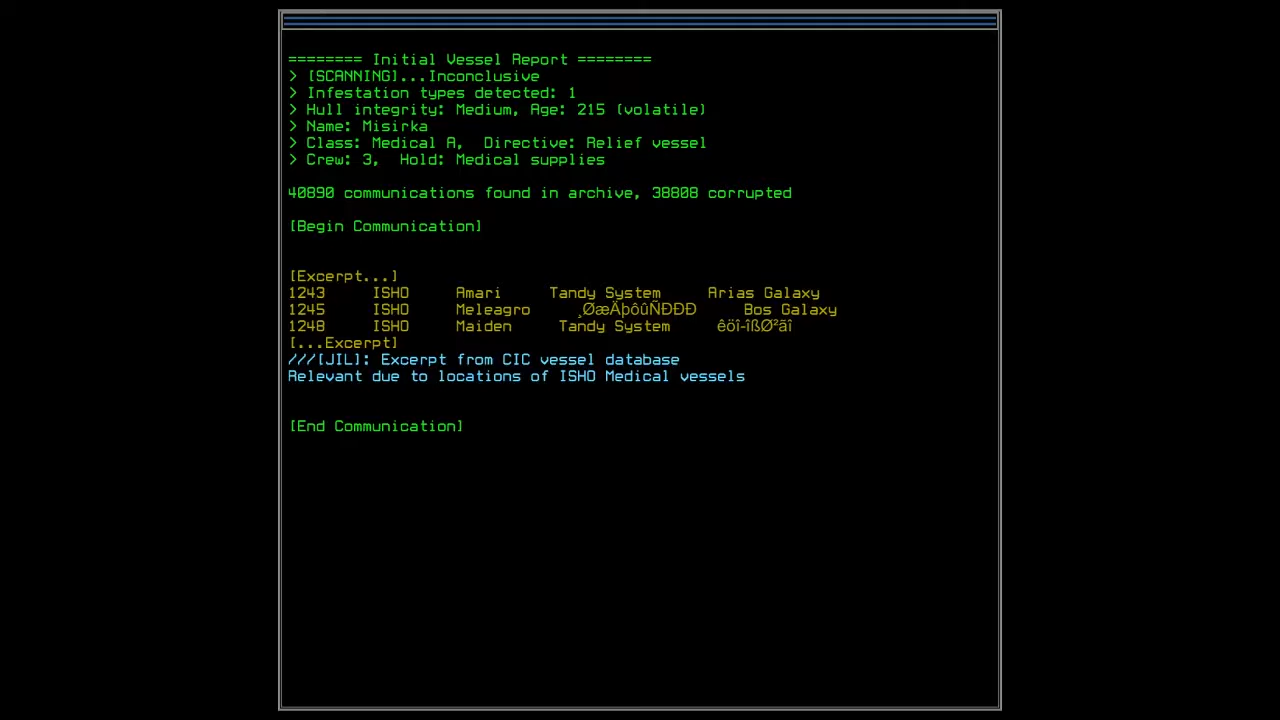 ======== Initial Vessel Report ========
> [SCANNING]...Inconclusive
> Infestation types detected: 1
> Hull integrity: Medium, Age: 215 (volatile)
> Name: Misirka
> Class: Medical A,  Directive: Relief vessel
> Crew: 3,  Hold: Medical supplies
40890 communications found in archive, 38808 corrupted
[Begin Communication]
[Excerpt...]
1243 ISHO Amari Tandy System Arias Galaxy
1245 ISHO Meleagro ¸ØæÄþôûÑÐÐÐ Bos Galaxy
1248 ISHO Maiden Tandy System êöî-îßØ²ãî
[...Excerpt]
///[JIL]: Excerpt from CIC vessel database
Relevant due to locations of ISHO Medical vessels
[End Communication]